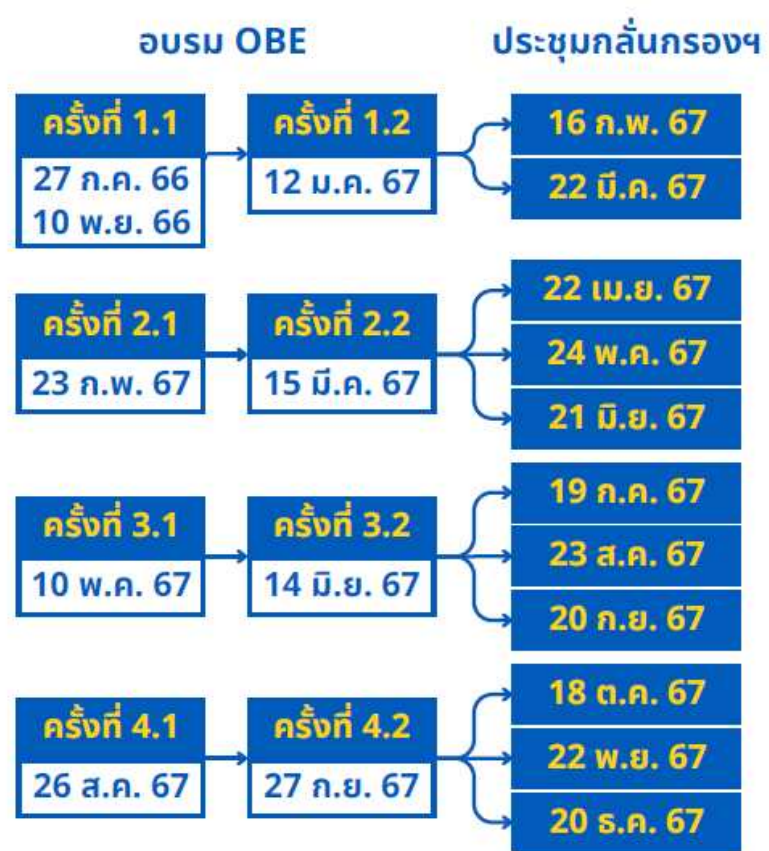 อบรม OBE
ประชุมกลั่นกรองฯ
ครั้งที่ 1.1
27 ก.ค. 66
10 พ.ย. 66
ครั้งที่ 1.2
12 ม.ค. 67
16 ก.พ. 67
22 มี.ค. 67
ครั้งที่ 2.1
23 ก.พ. 67
ครั้งที่ 2.2
15 มี.ค. 67
22 เม.ย. 67
24 พ.ค. 67
21 มิ.ย. 67
ครั้งที่ 3.1
10 พ.ค. 67
ครั้งที่ 3.2
14 มิ.ย. 67
19 ก.ค. 67
23 ส.ค. 67
20 ก.ย. 67
ครั้งที่ 4.1
26 ส.ค. 67
ครั้งที่ 4.2
27 ก.ย. 67
18 ต.ค. 67
22 พ.ย. 67
20 ธ.ค. 67